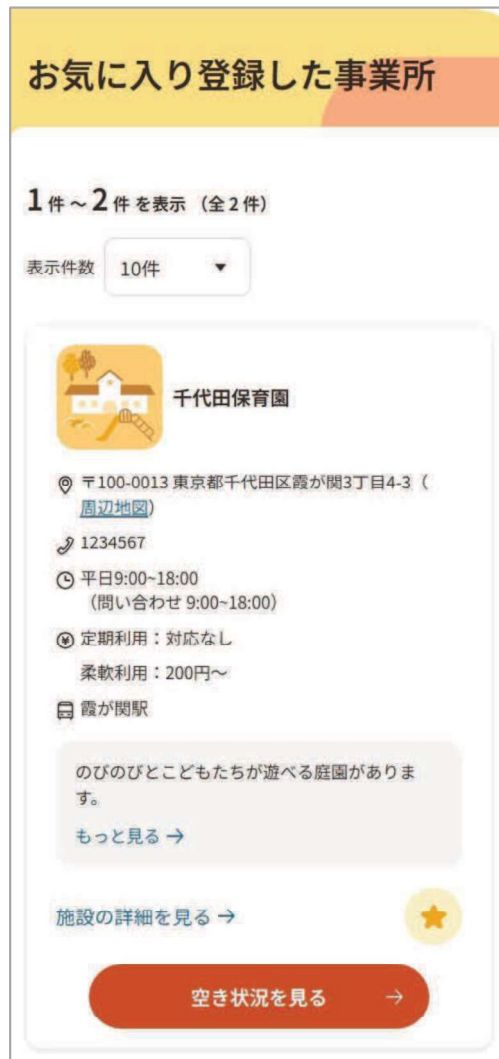 お気に入り登録した事業所
1件～2件を表示（全2件）
表示件数 10件
千代田保育園
〒100-0013 東京都千代田区霞が関3丁目4-3（
周辺地図)
1234567
平日9:00~18:00
（問い合わせ 9:00~18:00）
定期利用：対応なし
柔軟利用：200円～
霞が関駅
のびのびとこどもたちが遊べる庭園がありま
す。
もっと見る →
施設の詳細を見る →
空き状況を見る →